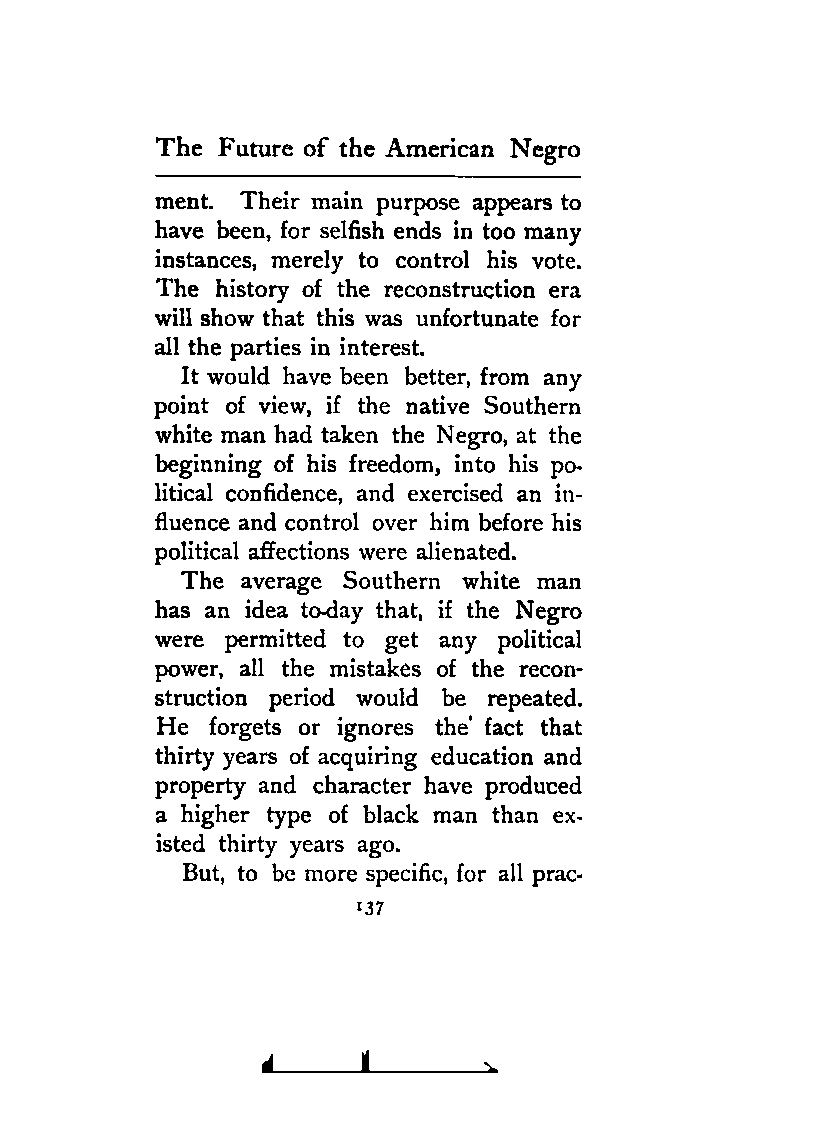 The Future of the American Negro
ment. Their main purpose appears to
have been, for selfish ends in too many
instances, merely to control his vote.
The history of the reconstruction era
will show that this was unfortunate for
all the parties in interest.
It would have been better, from any
point of view, if the native Southern
white man had taken the Negro, at the
beginning of his freedom, into his po-
litical confidence, and exercised an in-
fluence and control over him before his
political affections were alienated.
The average Southern white man
has an idea to-day that, if the Negro
were permitted to get any political
power, all the mistakes of the recon-
struction period would be repeated.
He forgets or ignores the fact that
thirty years of acquiring education and
property and character have produced
a higher type of black man than ex-
isted thirty years ago.
But, to be more specific, for all prac-
137